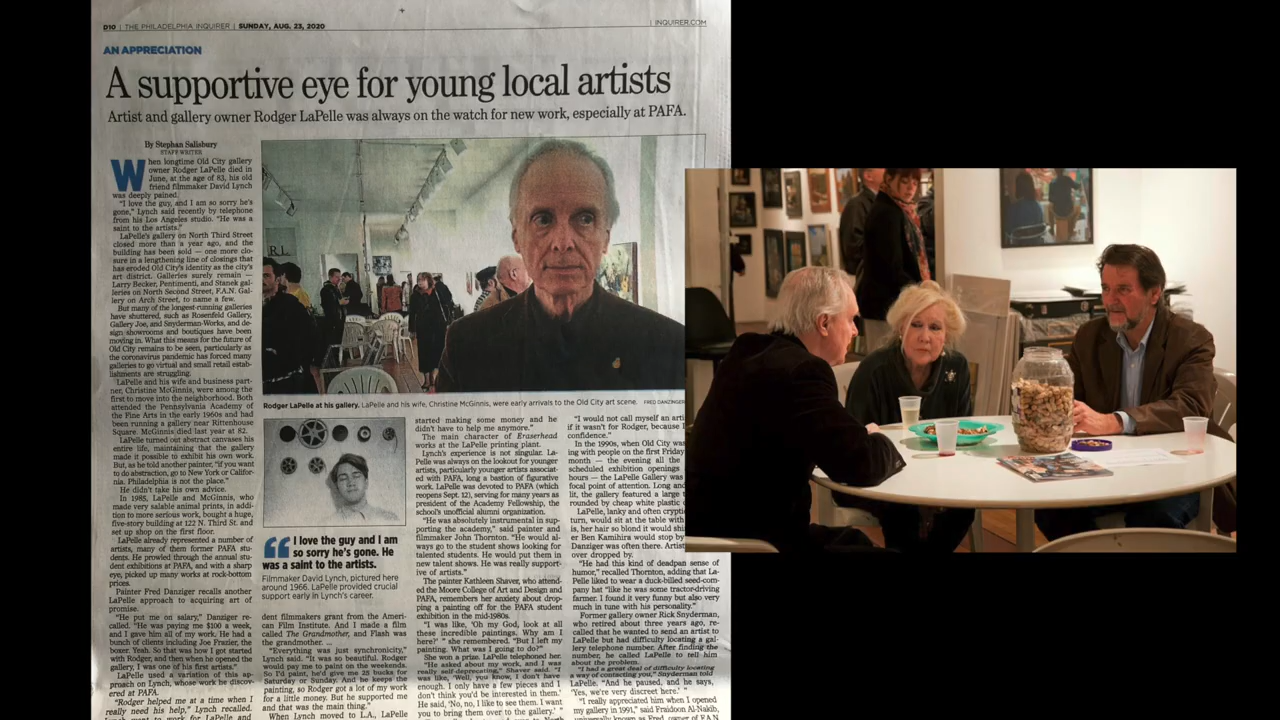 D10 | THE PHILADELPHIA INQUIRER | SUNDAY, AUG. 23, 2020
| INQUIRER.COM
AN APPRECIATION
A supportive eye for young local artists
Artist and gallery owner Rodger LaPelle was always on the watch for new work, especially at PAFA.
By Stephan Salisbury
STAFF WRITER
When longtime Old City gallery
owner Rodger LaPelle died in
June, at the age of 83, his old
friend filmmaker David Lynch
was deeply pained.
“I love the guy, and I am so sorry he’s
gone,” Lynch said recently by telephone
from his Los Angeles studio. “He was a
saint to the artists.”
LaPelle’s gallery on North Third Street
closed more than a year ago, and the
building has been sold — one more clo-
sure in a lengthening line of closings that
has eroded Old City’s identity as the city’s
art district. Galleries surely remain —
Larry Becker, Pentimenti, and Stanek gal-
leries on North Second Street, F.A.N. Gal-
lery on Arch Street, to name a few.
But many of the longest-running galleries
have shuttered, such as Rosenfeld Gallery,
Gallery Joe, and Snyderman-Works, and de-
sign showrooms and boutiques have been
moving in. What this means for the future of
Old City remains to be seen, particularly as
the coronavirus pandemic has forced many
galleries to go virtual and small retail estab-
lishments are struggling.
LaPelle and his wife and business part-
ner, Christine McGinnis, were among the
first to move into the neighborhood. Both
attended the Pennsylvania Academy of
the Fine Arts in the early 1960s and had
been running a gallery near Rittenhouse
Square. McGinnis died last year at 82.
LaPelle turned out abstract canvases his
entire life, maintaining that the gallery
made it possible to exhibit his own work.
But, as he told another painter, “if you want
to do abstraction, go to New York or Califor-
nia. Philadelphia is not the place.”
He didn’t take his own advice.
In 1985, LaPelle and McGinnis, who
made very salable animal prints, in addi-
tion to more serious work, bought a huge,
five-story building at 122 N. Third St. and
set up shop on the first floor.
LaPelle already represented a number of
artists, many of them former PAFA stu-
dents. He prowled through the annual stu-
dent exhibitions at PAFA, and with a sharp
eye, picked up many works at rock-bottom
prices.
Painter Fred Danziger recalls another
LaPelle approach to acquiring art of
promise.
“He put me on salary,” Danziger re-
called. “He was paying me $100 a week,
and I gave him all of my work. He had a
bunch of clients including Joe Frazier, the
boxer. Yeah. So that was how I got started
with Rodger, and then when he opened the
gallery, I was one of his first artists.”
LaPelle used a variation of this ap-
proach on Lynch, whose work he discov-
ered at PAFA.
“Rodger helped me at a time when I
really need his help,” Lynch recalled.
R.L
Rodger LaPelle at his gallery. LaPelle and his wife, Christine McGinnis, were early arrivals to the Old City art scene.
FRED DANZIGER
“I love the guy and I am
so sorry he’s gone. He
was a saint to the artists.
Filmmaker David Lynch, pictured here
around 1966. LaPelle provided crucial
support early in Lynch’s career.
dent filmmakers grant from the Ameri-
can Film Institute. And I made a film
called The Grandmother, and Flash was
the grandmother. ...
“Everything was just synchronicity,”
Lynch said. “It was so beautiful. Rodger
would pay me to paint on the weekends.
So I’d paint, he’d give me 25 bucks for
Saturday or Sunday. And he keeps the
painting, so Rodger got a lot of my work
for a little money. But he supported me
and that was the main thing.”
When Lynch moved to L.A., LaPelle
started making some money and he
didn’t have to help me anymore.”
The main character of Eraserhead
works at the LaPelle printing plant.
Lynch’s experience is not singular. La-
Pelle was always on the lookout for younger
artists, particularly younger artists associat-
ed with PAFA, long a bastion of figurative
work. LaPelle was devoted to PAFA (which
reopens Sept. 12), serving for many years as
president of the Academy Fellowship, the
school’s unofficial alumni organization.
“He was absolutely instrumental in sup-
porting the academy,” said painter and
filmmaker John Thornton. “He would al-
ways go to the student shows looking for
talented students. He would put them in
new talent shows. He was really support-
ive of artists.”
The painter Kathleen Shaver, who attend-
ed the Moore College of Art and Design and
PAFA, remembers her anxiety about drop-
ping a painting off for the PAFA student
exhibition in the mid-1980s.
“I was like, ‘Oh my God, look at all
these incredible paintings. Why am I
here?’ ” she remembered. “But I left my
painting. What was I going to do?”
She won a prize. LaPelle telephoned her.
“He asked about my work, and I was
really self-deprecating,” Shaver said. “I
was like, ‘Well, you know, I don’t have
enough. I only have a few pieces and I
don’t think you’d be interested in them.’
He said, ‘No, no, I like to see them. I want
you to bring them over to the gallery.’ ”
“I would not call myself an arti
if it wasn’t for Rodger, because
confidence.”
In the 1990s, when Old City was
ing with people on the first Friday
month — the evening all the
scheduled exhibition openings
hours — the LaPelle Gallery was
focal point of attention. Long and
lit, the gallery featured a large
rounded by cheap white plastic
LaPelle, lanky and often cryptic
turn, would sit at the table with
is, her hair so blond it would shi
er Ben Kamihira would stop by
Danziger was often there. Artist
over dropped by.
“He had this kind of deadpan sense of
humor,” recalled Thornton, adding that La-
Pelle liked to wear a duck-billed seed-com-
pany hat “like he was some tractor-driving
farmer. I found it very funny but also very
much in tune with his personality.”
Former gallery owner Rick Snyderman,
who retired about three years ago, re-
called that he wanted to send an artist to
LaPelle but had difficulty locating a gal-
lery telephone number. After finding the
number, he called LaPelle to tell him
about the problem.
“I had a great deal of difficulty locating
a way of contacting you,” Snyderman told
LaPelle. “And he paused, and he says,
‘Yes, we’re very discreet here.’ ”
“I really appreciated him when I opened
my gallery in 1991,” said Fraidoon Al-Nakib,
universally known as Fred, owner of F.A.N.